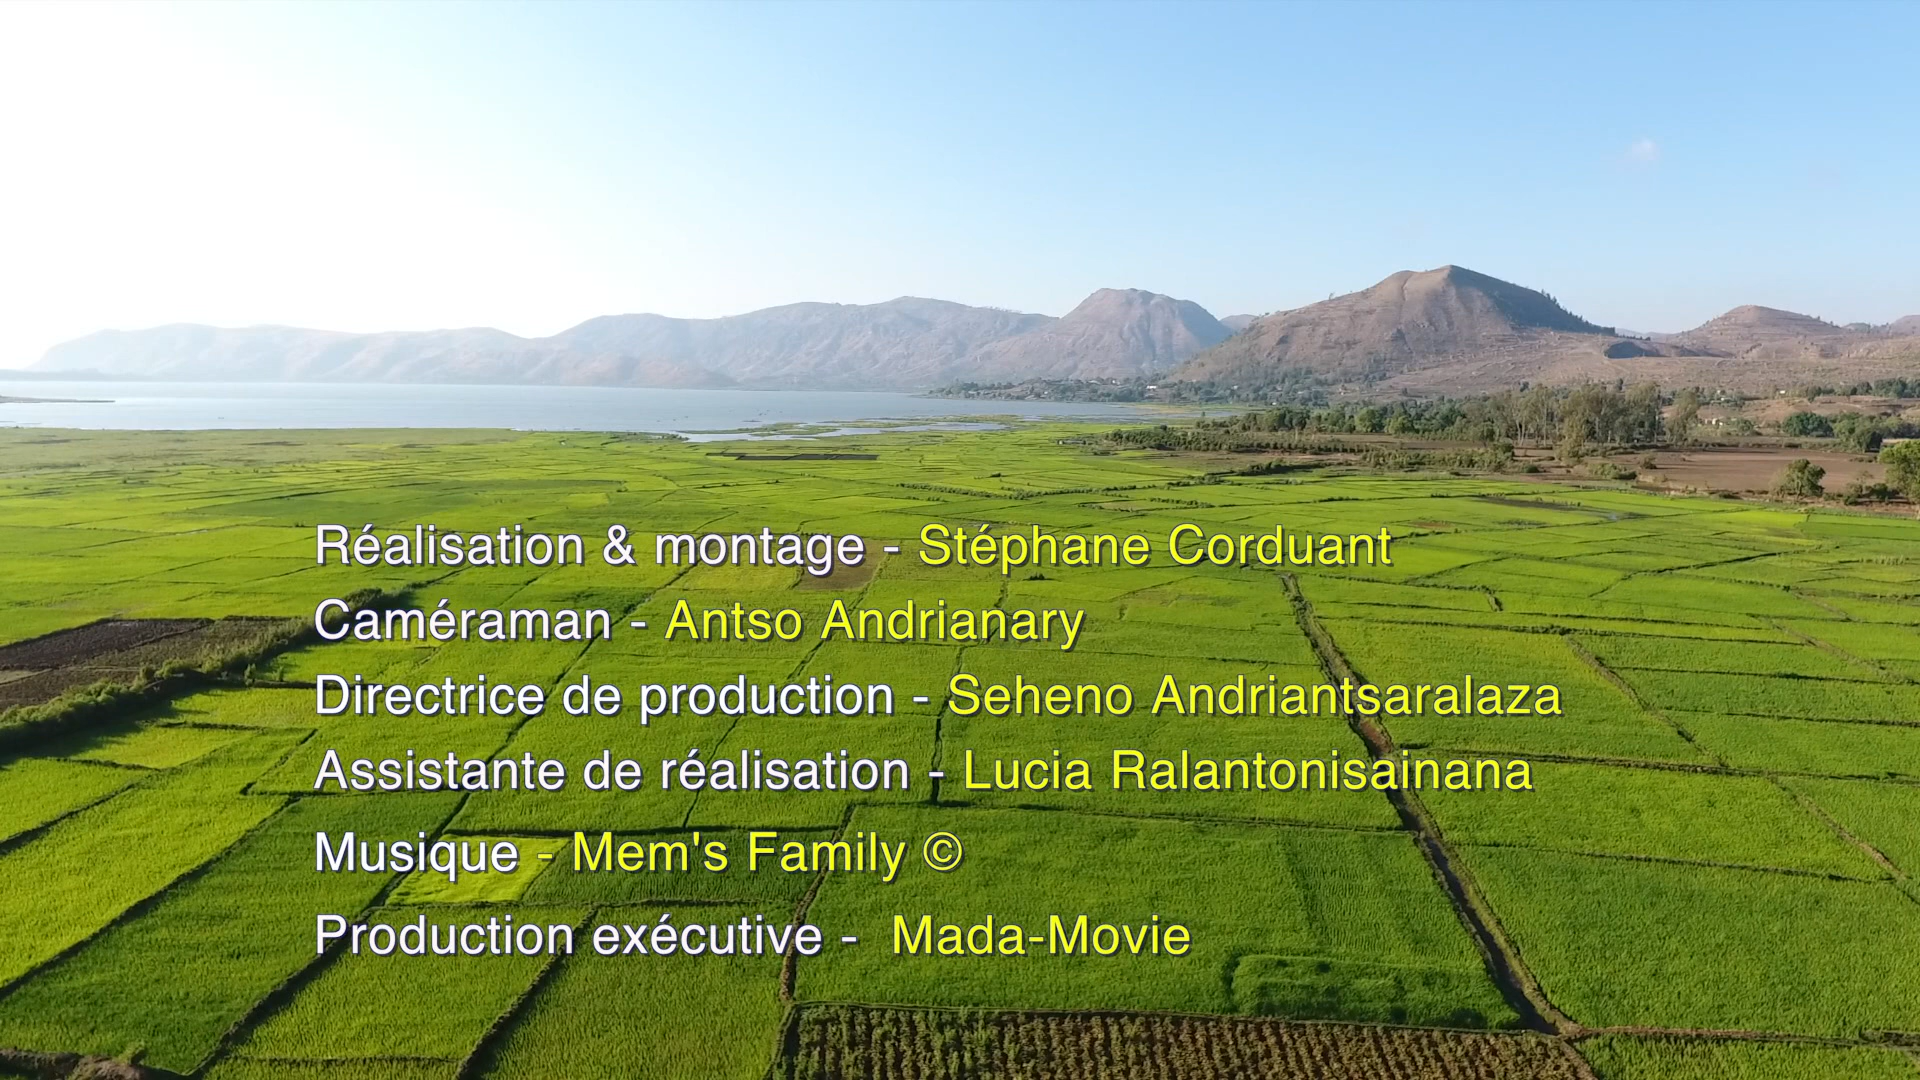 Réalisation & montage - Stéphane Corduant
Caméraman - Antso Andrianary
Directrice de production - Seheno Andriantsaralaza
Assistante de réalisation - Lucia Ralantonisainana
Musique - Mem's Family ©
Production exécutive - Mada-Movie